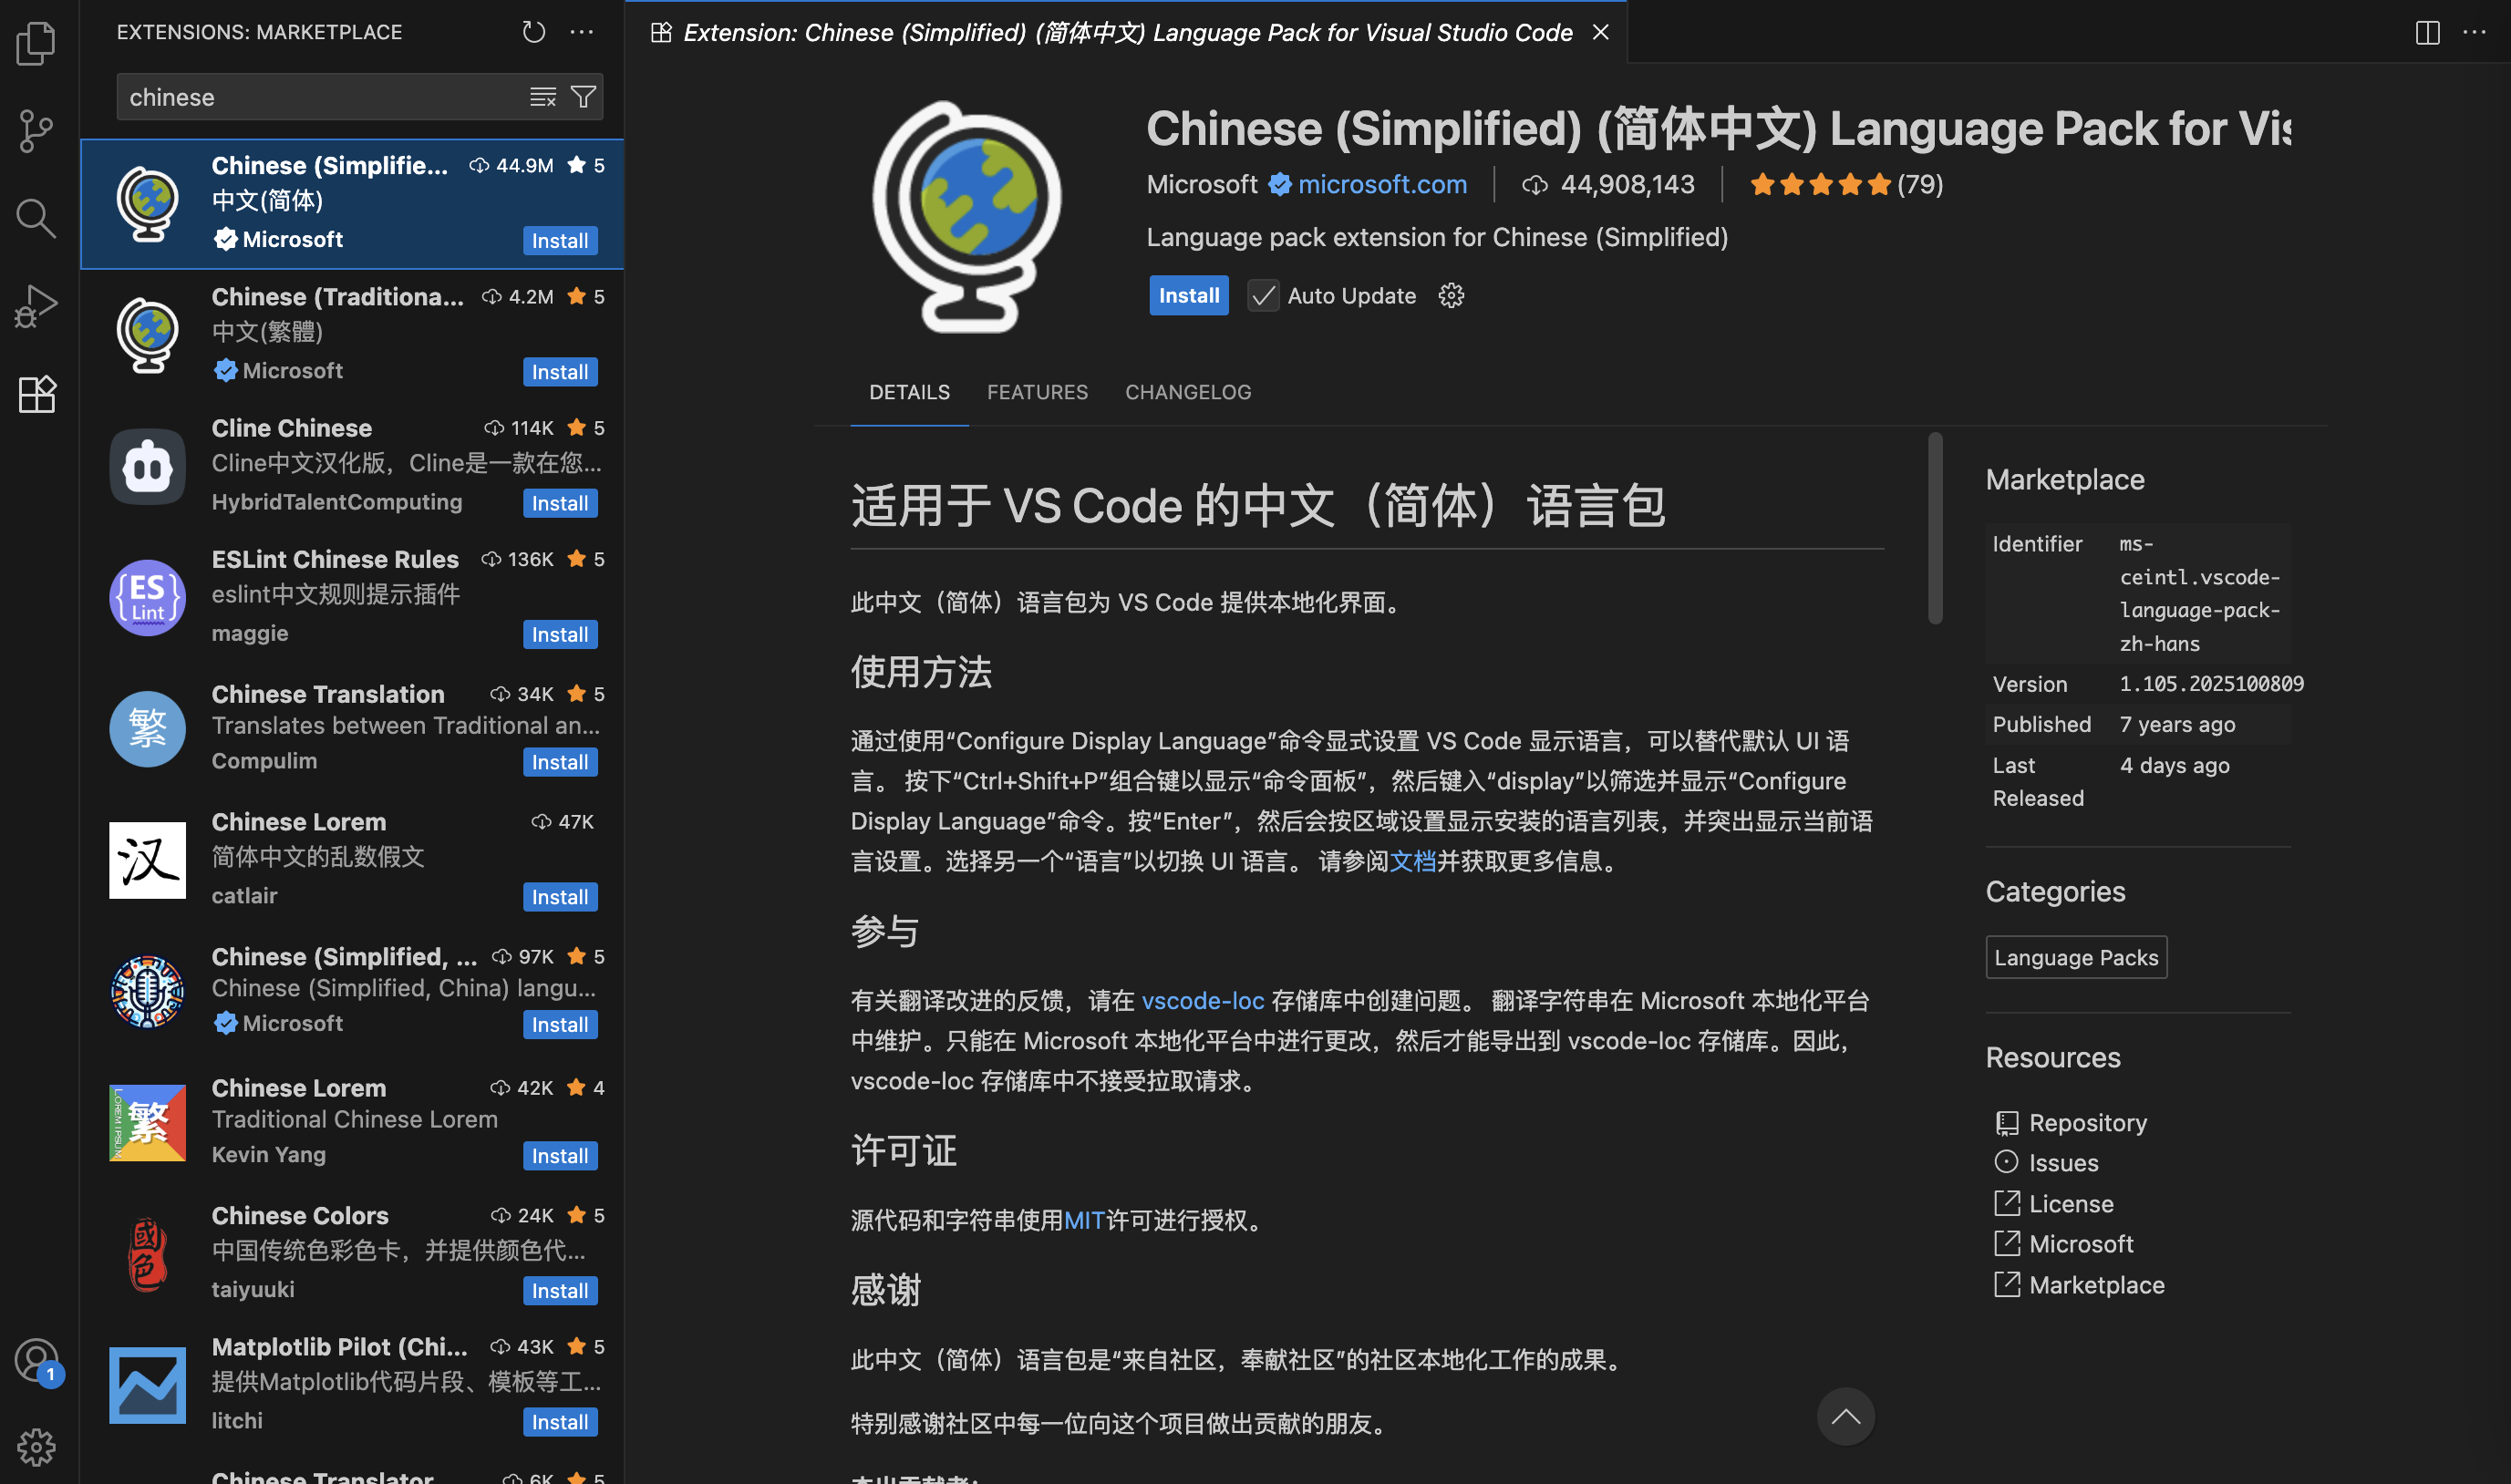 EXTENSIONS: MARKETPLACE
chinese
Chinese (Simplifie... 44.9M 5
中文(简体)
Microsoft Install
Chinese (Traditiona... 4.2M 5
中文(繁體)
Microsoft Install
Cline Chinese 114K 5
Cline中文汉化版，Cline是一款在您...
HybridTalentComputing Install
ESLint Chinese Rules 136K 5
eslint中文规则提示插件
maggie Install
Chinese Translation 34K 5
Translates between Traditional an...
Compulim Install
Chinese Lorem 47K
简体中文的乱数假文
catlair Install
Chinese (Simplified, ... 97K 5
Chinese (Simplified, China) langu...
Microsoft Install
Chinese Lorem 42K 4
Traditional Chinese Lorem
Kevin Yang Install
Chinese Colors 24K 5
中国传统色彩色卡，并提供颜色代...
taiyuuki Install
Matplotlib Pilot (Chi... 43K 5
提供Matplotlib代码片段、模板等工...
litchi Install
Chinese Translator 6K 5
{ES}
Lint
繁
汉
LOREM IPSUM
繁
國色
1
Extension: Chinese (Simplified) (简体中文) Language Pack for Visual Studio Code
Chinese (Simplified) (简体中文) Language Pack for Vis
Microsoft microsoft.com 44,908,143 (79)
Language pack extension for Chinese (Simplified)
Install Auto Update
DETAILS FEATURES CHANGELOG
适用于 VS Code 的中文（简体）语言包
此中文（简体）语言包为 VS Code 提供本地化界面。
使用方法
通过使用“Configure Display Language”命令显式设置 VS Code 显示语言，可以替代默认 UI 语
言。 按下“Ctrl+Shift+P”组合键以显示“命令面板”，然后键入“display”以筛选并显示“Configure
Display Language”命令。按“Enter”，然后会按区域设置显示安装的语言列表，并突出显示当前语
言设置。选择另一个“语言”以切换 UI 语言。 请参阅文档并获取更多信息。
参与
有关翻译改进的反馈，请在 vscode-loc 存储库中创建问题。 翻译字符串在 Microsoft 本地化平台
中维护。只能在 Microsoft 本地化平台中进行更改，然后才能导出到 vscode-loc 存储库。因此，
vscode-loc 存储库中不接受拉取请求。
许可证
源代码和字符串使用MIT许可进行授权。
感谢
此中文（简体）语言包是“来自社区，奉献社区”的社区本地化工作的成果。
特别感谢社区中每一位向这个项目做出贡献的朋友。
Marketplace
Identifier ms-
ceintl.vscode-
language-pack-
zh-hans
Version 1.105.2025100809
Published 7 years ago
Last 4 days ago
Released
Categories
Language Packs
Resources
Repository
Issues
License
Microsoft
Marketplace